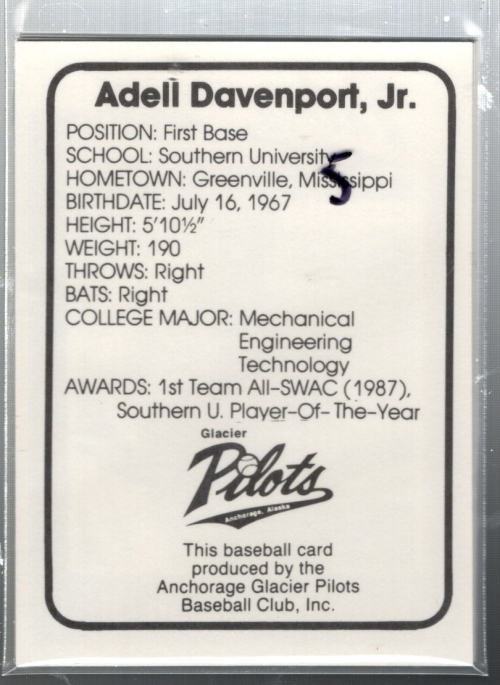 Adell Davenport, Jr.
POSITION: First Base
SCHOOL: Southern University
HOMETOWN: Greenville, Mississippi
5
BIRTHDATE: July 16, 1967
HEIGHT: 5'10½"
WEIGHT: 190
THROWS: Right
BATS: Right
COLLEGE MAJOR: Mechanical
Engineering
Technology
AWARDS: 1st Team All-SWAC (1987),
Southern U. Player-Of-The-Year
Glacier
Pilots
Anchorage, Alaska
This baseball card
produced by the
Anchorage Glacier Pilots
Baseball Club, Inc.